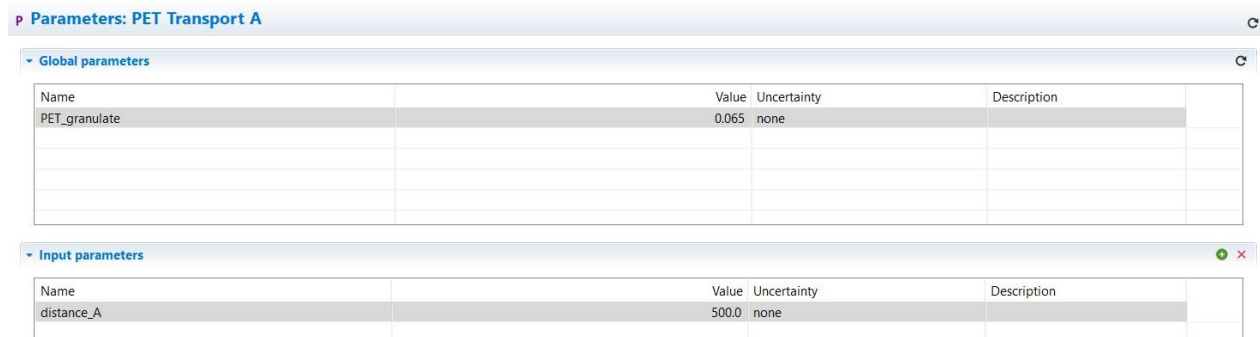 P Parameters: PET Transport A
Global parameters
Name Value Uncertainty Description
PET_granulate 0.065 none
Input parameters
Name Value Uncertainty Description
distance_A 500.0 none